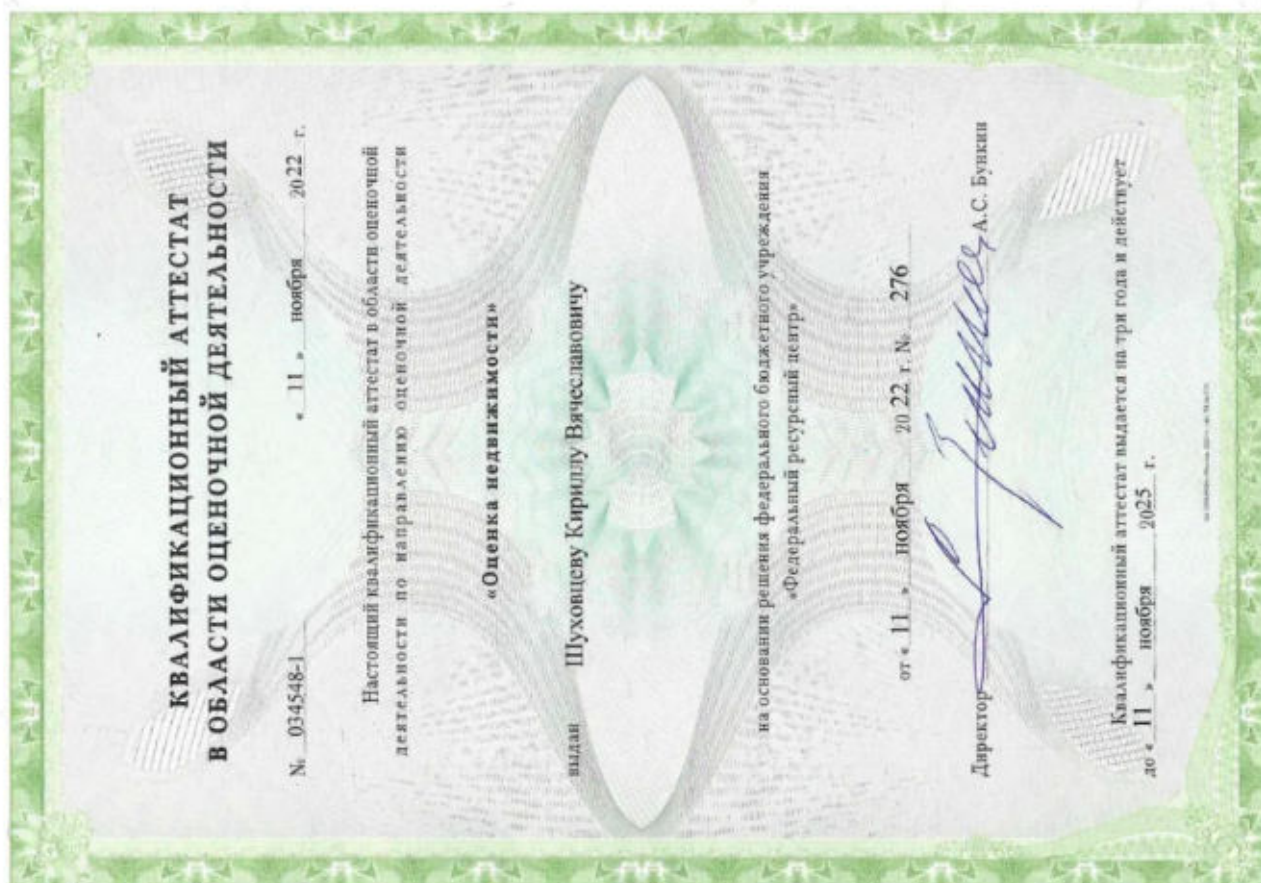 КВАЛИФИКАЦИОННЫЙ АТТЕСТАТ
В ОБЛАСТИ ОЦЕНОЧНОЙ ДЕЯТЕЛЬНОСТИ
№ 034548-1 « 11 » ноября 2022 г.
Настоящий квалификационный аттестат в области оценочной
деятельности по направлению оценочной деятельности
«Оценка недвижимости»
выдан Шуховцеву Кириллу Вячеславовичу
на основании решения федерального бюджетного учреждения
«Федеральный ресурсный центр»
от « 11 » ноября 2022 г. № 276
Директор А.С. Бункин
Квалификационный аттестат выдается на три года и действует
до « 11 » ноября 2025 г.